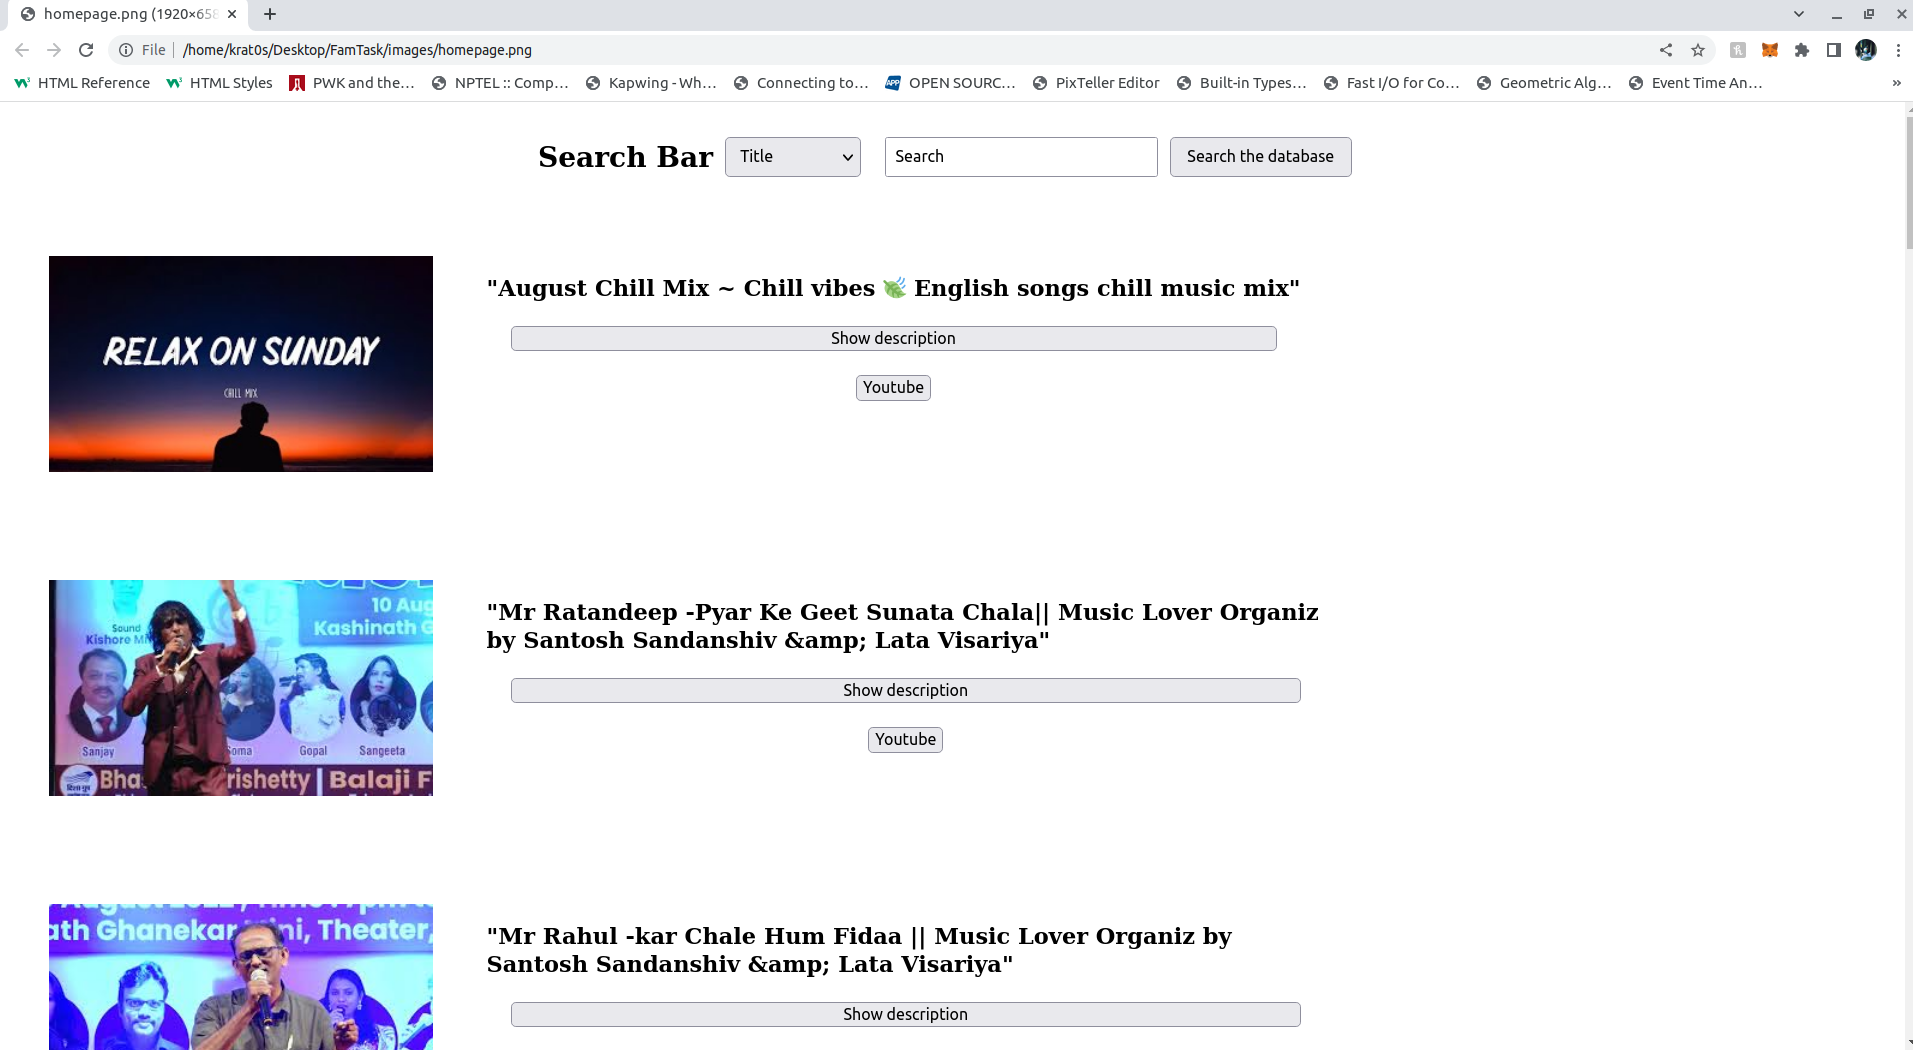 homepage.png (1920×658
File
/home/krat0s/Desktop/FamTask/images/homepage.png
HTML Reference
HTML Styles
PWK and the...
NPTEL :: Comp...
Kapwing - Wh...
Connecting to...
OPEN SOURC...
PixTeller Editor
Built-in Types...
Fast I/O for Co...
Geometric Alg...
Event Time An...
»
Search Bar
Title
Search
Search the database
RELAX ON SUNDAY
CHILL MIX
"August Chill Mix ~ Chill vibes 🍃 English songs chill music mix"
Show description
Youtube
10 Aug
Sound
Kishore M
Kashinath G
Sanjay
Soma
Gopal
Sangeeta
Bha rishetty | Balaji F
"Mr Ratandeep -Pyar Ke Geet Sunata Chala|| Music Lover Organiz
by Santosh Sandanshiv &amp; Lata Visariya"
Show description
Youtube
ath Ghanekar ni, Theater,
"Mr Rahul -kar Chale Hum Fidaa || Music Lover Organiz by
Santosh Sandanshiv &amp; Lata Visariya"
Show description